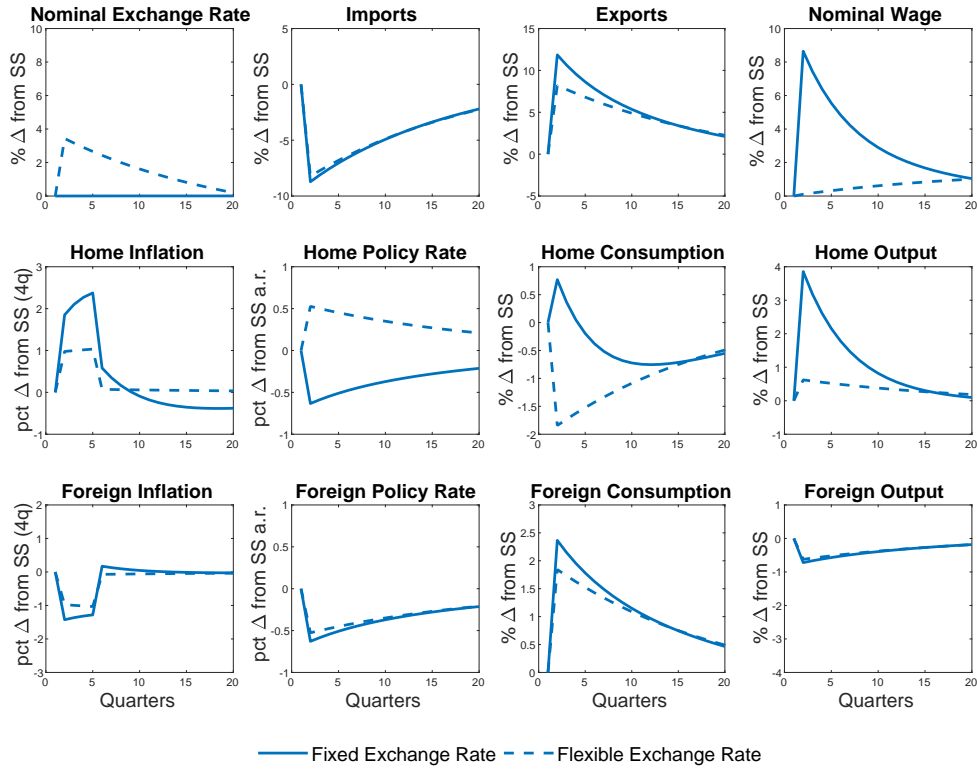 Nominal Exchange Rate
% Δ from SS
10
8
6
4
2
0
0 5 10 15 20
Imports
% Δ from SS
5
0
-5
-10
0 5 10 15 20
Exports
% Δ from SS
15
10
5
0
-5
0 5 10 15 20
Nominal Wage
% Δ from SS
10
8
6
4
2
0
0 5 10 15 20
Home Inflation
pct Δ from SS (4q)
3
2
1
0
-1
0 5 10 15 20
Home Policy Rate
pct Δ from SS a.r.
1
0.5
0
-0.5
-1
0 5 10 15 20
Home Consumption
% Δ from SS
1
0.5
0
-0.5
-1
-1.5
-2
0 5 10 15 20
Home Output
% Δ from SS
4
3
2
1
0
-1
0 5 10 15 20
Foreign Inflation
pct Δ from SS (4q)
2
1
0
-1
-2
-3
0 5 10 15 20
Quarters
Foreign Policy Rate
pct Δ from SS a.r.
1
0.5
0
-0.5
-1
0 5 10 15 20
Quarters
Foreign Consumption
% Δ from SS
3
2.5
2
1.5
1
0.5
0
0 5 10 15 20
Quarters
Foreign Output
% Δ from SS
1
0
-1
-2
-3
-4
0 5 10 15 20
Quarters
Fixed Exchange Rate Flexible Exchange Rate